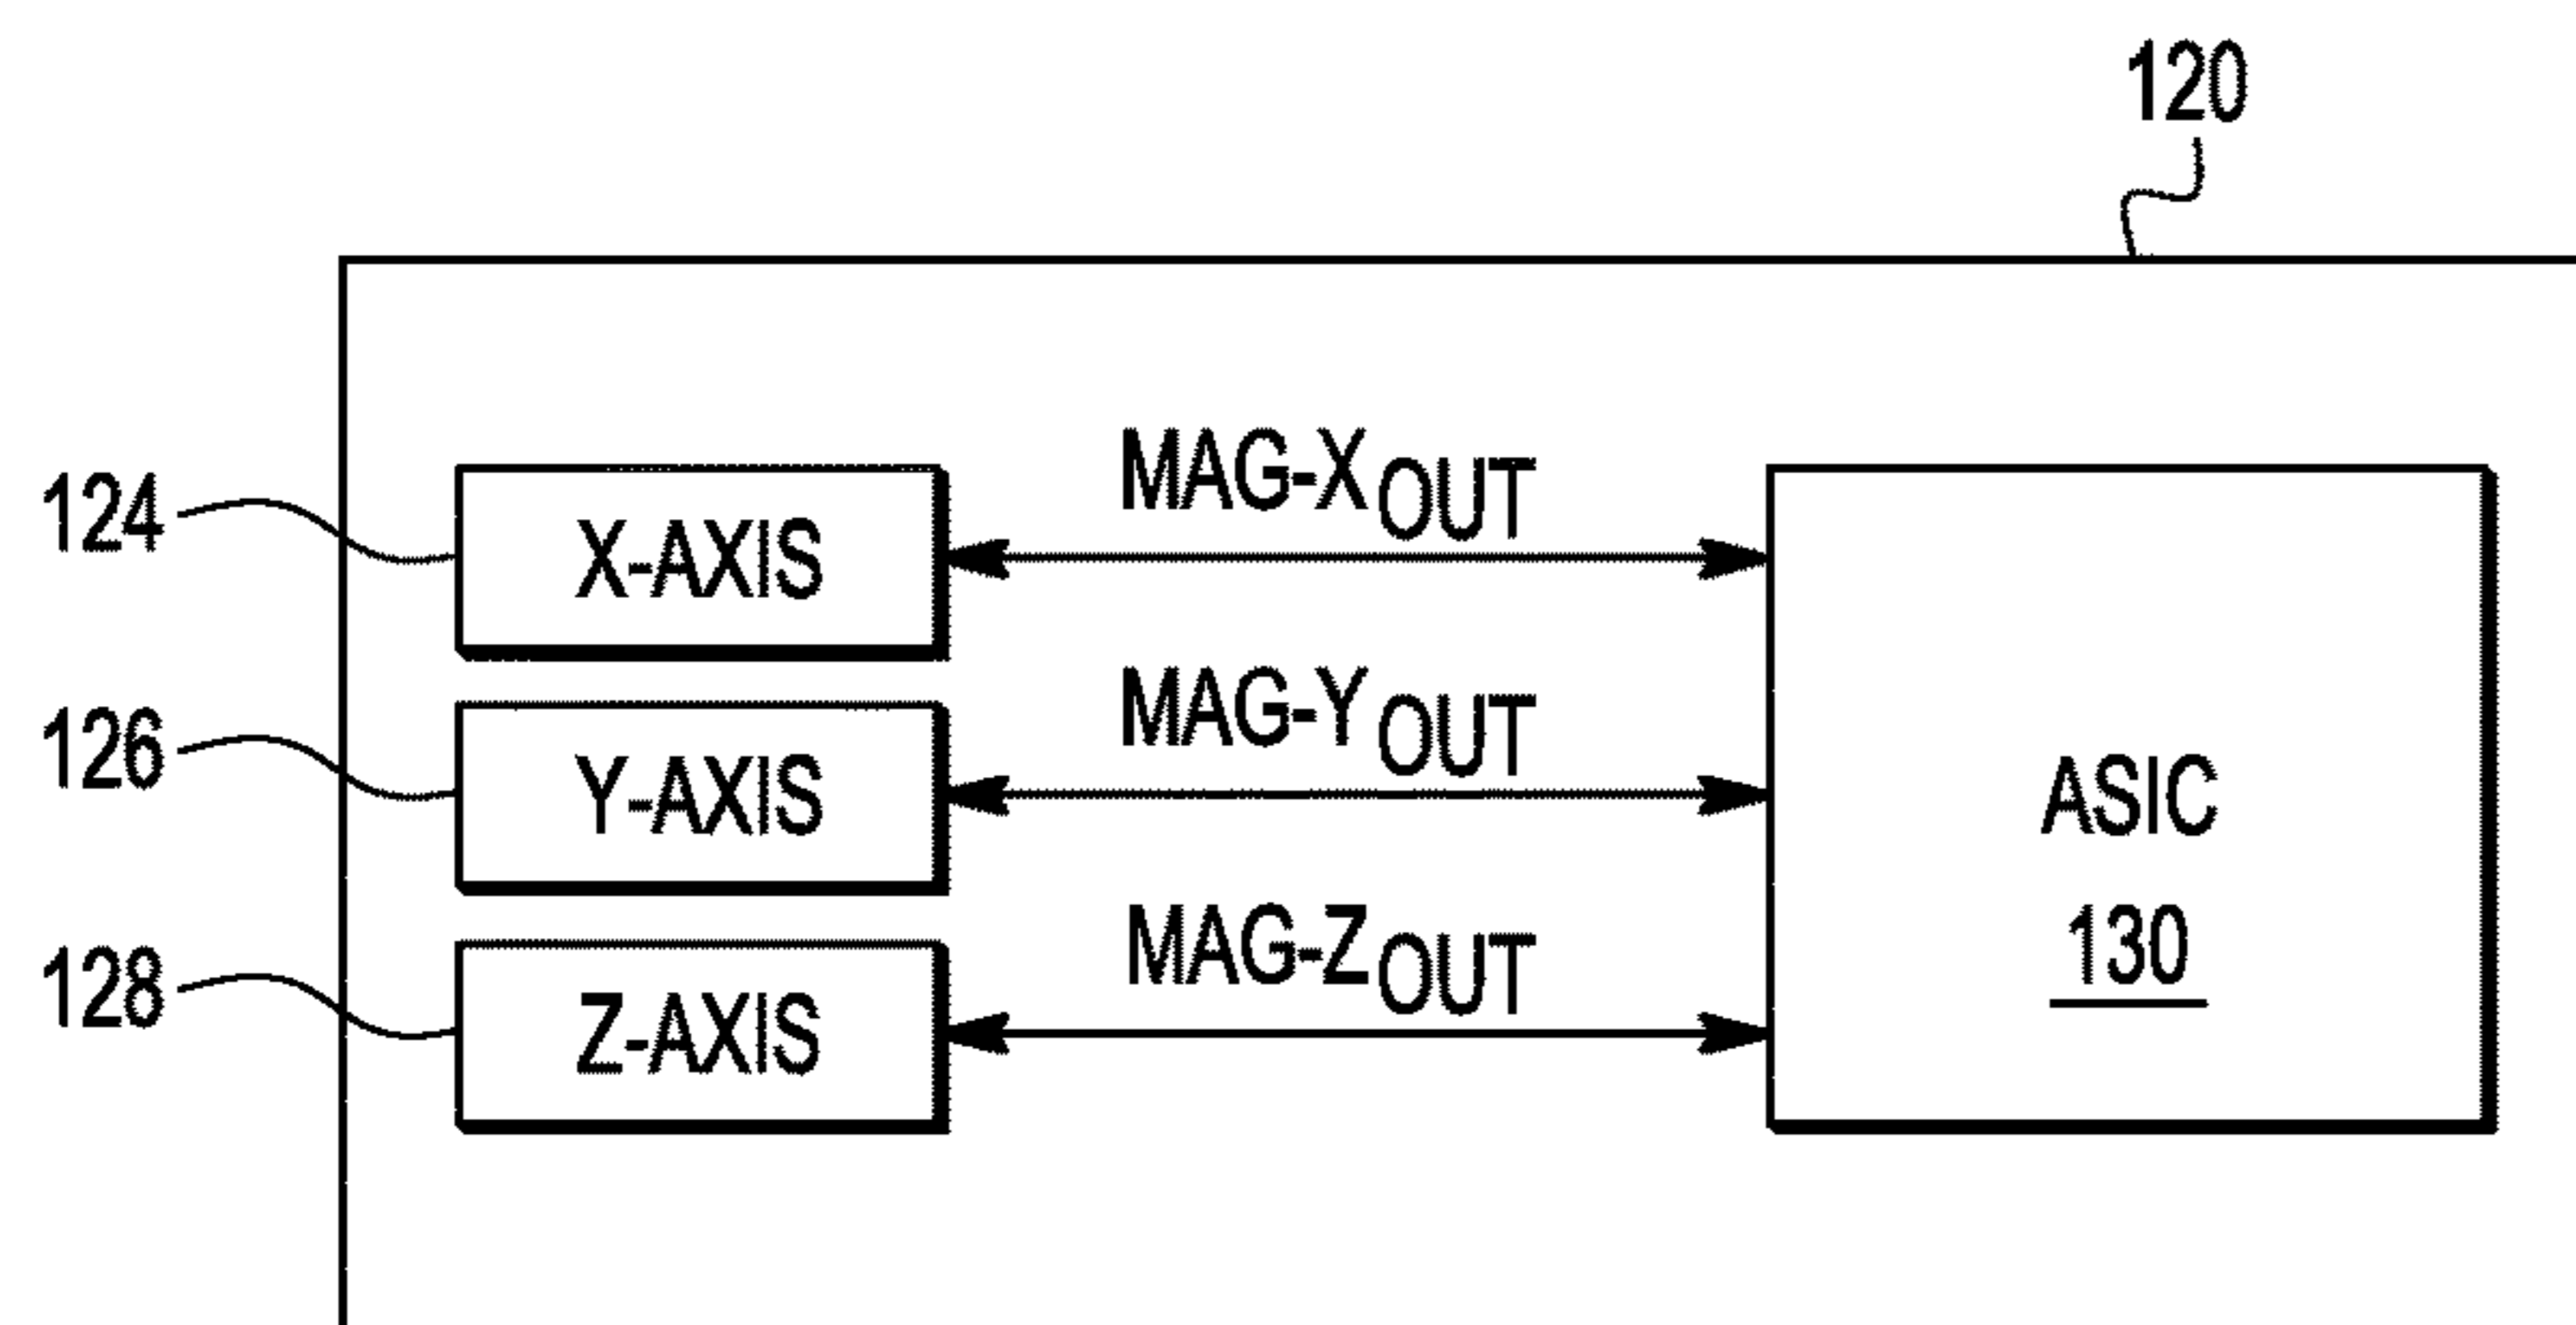 120
124
X-AXIS
MAG-XOUT
126
Y-AXIS
MAG-YOUT
128
Z-AXIS
MAG-ZOUT
ASIC
130